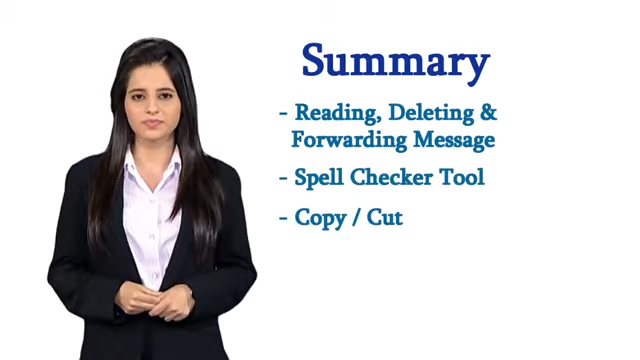 Summary
- Reading, Deleting &
Forwarding Message
- Spell Checker Tool
- Copy / Cut